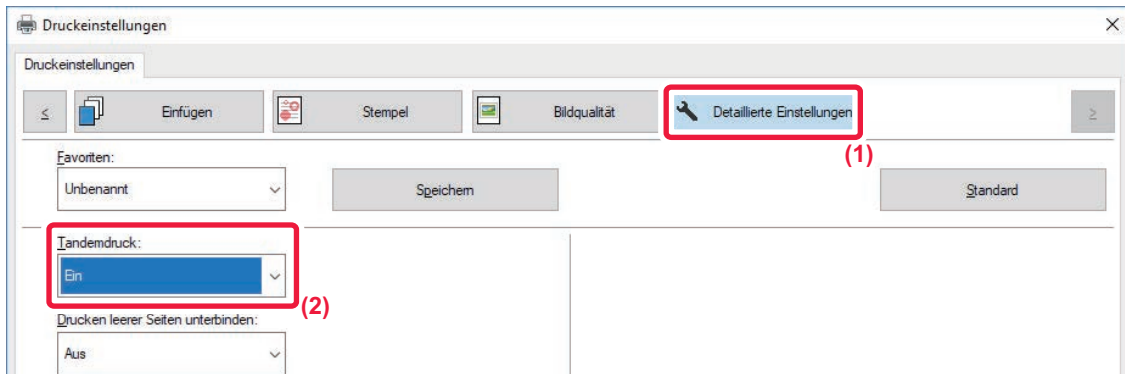 Druckeinstellungen
Druckeinstellungen
< Einfügen Stempel Bildqualität Detaillierte Einstellungen >
(1)
Favoriten:
Unbenannt Speichern Standard
Tandemdruck:
Ein
(2)
Drucken leerer Seiten unterbinden:
Aus